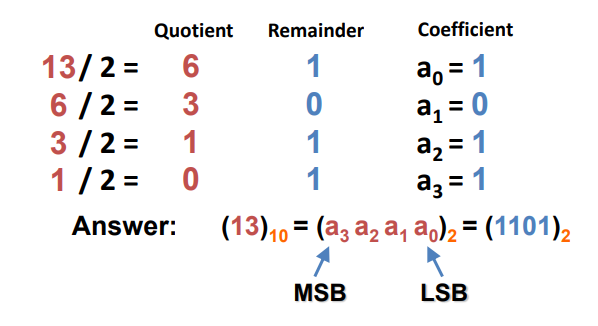 Quotient Remainder Coefficient
13 / 2 = 6 1 a₀ = 1
6 / 2 = 3 0 a₁ = 0
3 / 2 = 1 1 a₂ = 1
1 / 2 = 0 1 a₃ = 1
Answer: (13)₁₀ = (a₃ a₂ a₁ a₀)₂ = (1101)₂
MSB LSB